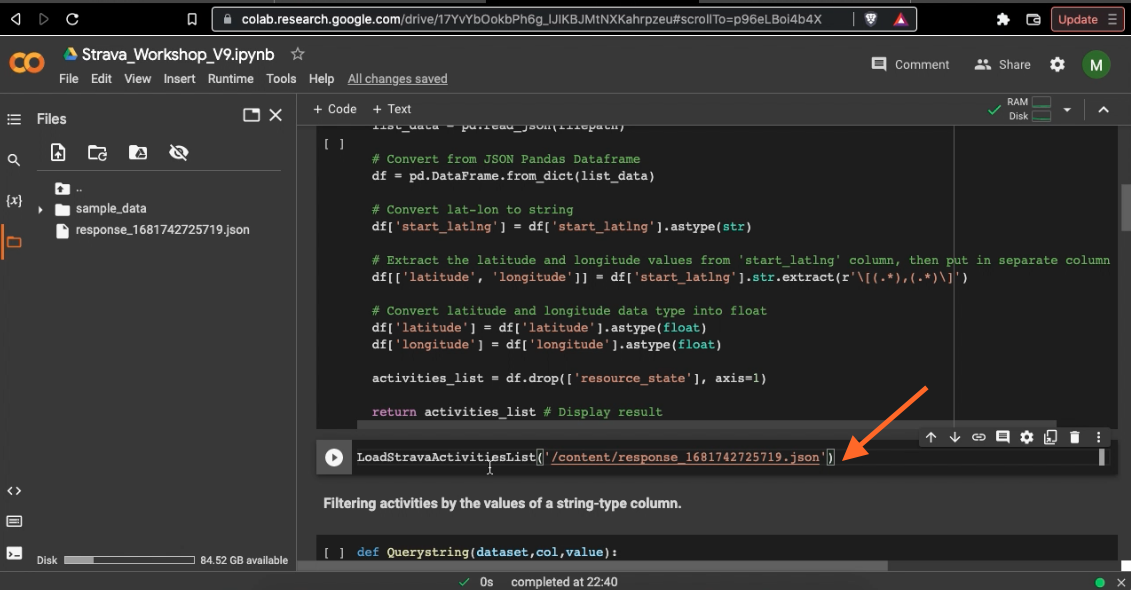 colab.research.google.com/drive/17YvYbOokbPh6g_IJIKBJMtNXKahrpzeu#scrollTo=p96eLBoi4b4X
Update
Strava_Workshop_V9.ipynb
Comment
Share
M
File Edit View Insert Runtime Tools Help All changes saved
Files
+ Code + Text
RAM
Disk
list_data = pd.read_json(filepath)
[ ]
# Convert from JSON Pandas Dataframe
df = pd.DataFrame.from_dict(list_data)
..
sample_data
response_1681742725719.json
{x}
# Convert lat-lon to string
df['start_latlng'] = df['start_latlng'].astype(str)
# Extract the latitude and longitude values from 'start_latlng' column, then put in separate column
df[['latitude', 'longitude']] = df['start_latlng'].str.extract(r'\[(.*),(.*)\]')
# Convert latitude and longitude data type into float
df['latitude'] = df['latitude'].astype(float)
df['longitude'] = df['longitude'].astype(float)
activities_list = df.drop(['resource_state'], axis=1)
return activities_list # Display result
LoadStravaActivitiesList('/content/response_1681742725719.json')
Filtering activities by the values of a string-type column.
[ ] def Querystring(dataset,col,value):
Disk
84.52 GB available
0s completed at 22:40